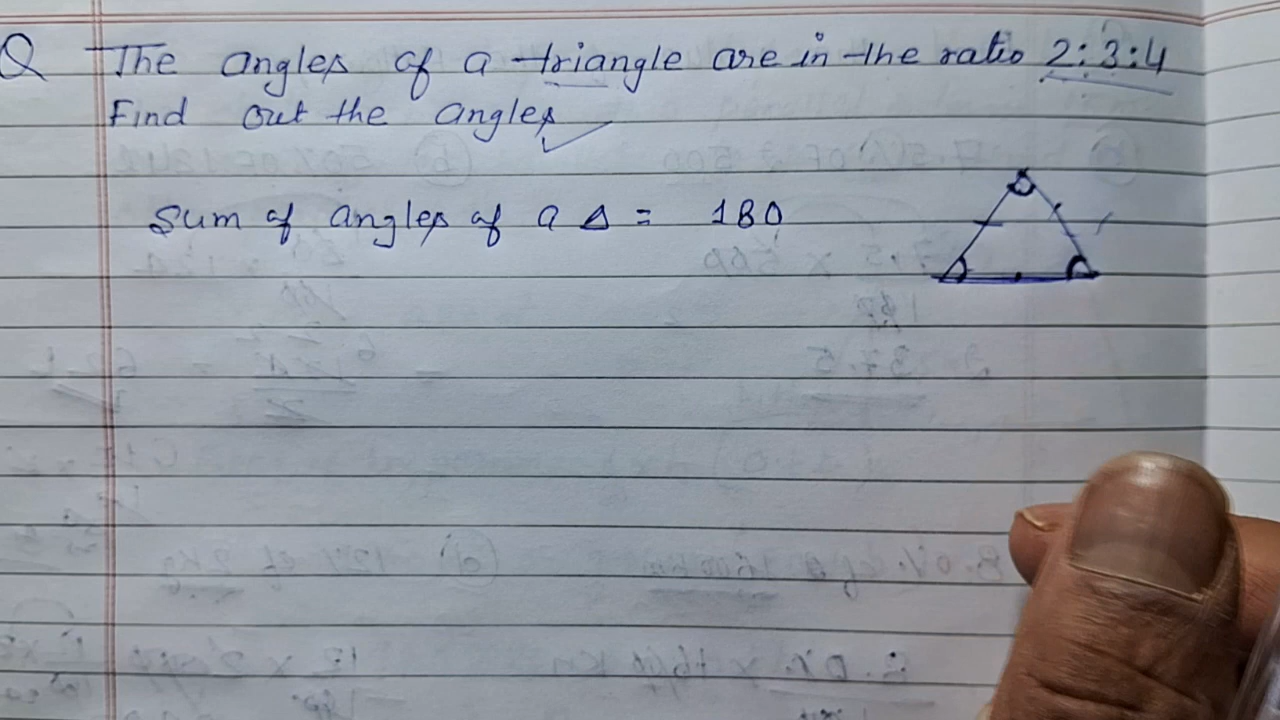 Q The angles of a triangle are in the ratio 2:3:4
Find out the angles
Sum of angles of a Δ = 180